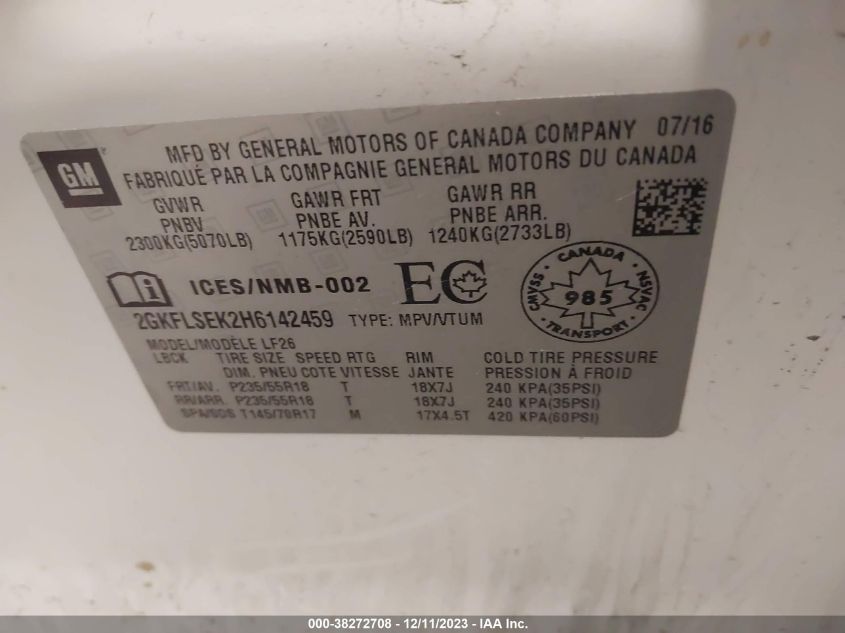 MFD BY GENERAL MOTORS OF CANADA COMPANY 07/16
GM
FABRIQUÉ PAR LA COMPAGNIE GENERAL MOTORS DU CANADA
GVWR GAWR FRT GAWR RR
PNBV PNBE AV. PNBE ARR.
2300KG(5070LB) 1175KG(2590LB) 1240KG(2733LB)
i ICES/NMB-002 EC
CANADA
CMVSS 985 NSVAC
TRANSPORT
2GKFLSEK2H6142459 TYPE: MPV/VTUM
MODEL/MODÈLE LF26
LBCK TIRE SIZE SPEED RTG RIM COLD TIRE PRESSURE
DIM. PNEU COTE VITESSE JANTE PRESSION À FROID
FRT/AV. P235/55R18 T 18X7J 240 KPA(35PSI)
RR/ARR. P235/55R18 T 18X7J 240 KPA(35PSI)
SPA/SDS T145/70R17 M 17X4.5T 420 KPA(60PSI)
000-38272708 - 12/11/2023 - IAA Inc.